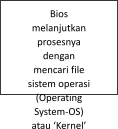 Bios
melanjutkan
prosesnya
dengan
mencari file
sistem operasi
(Operating
System-OS)
atau ‘Kernel’